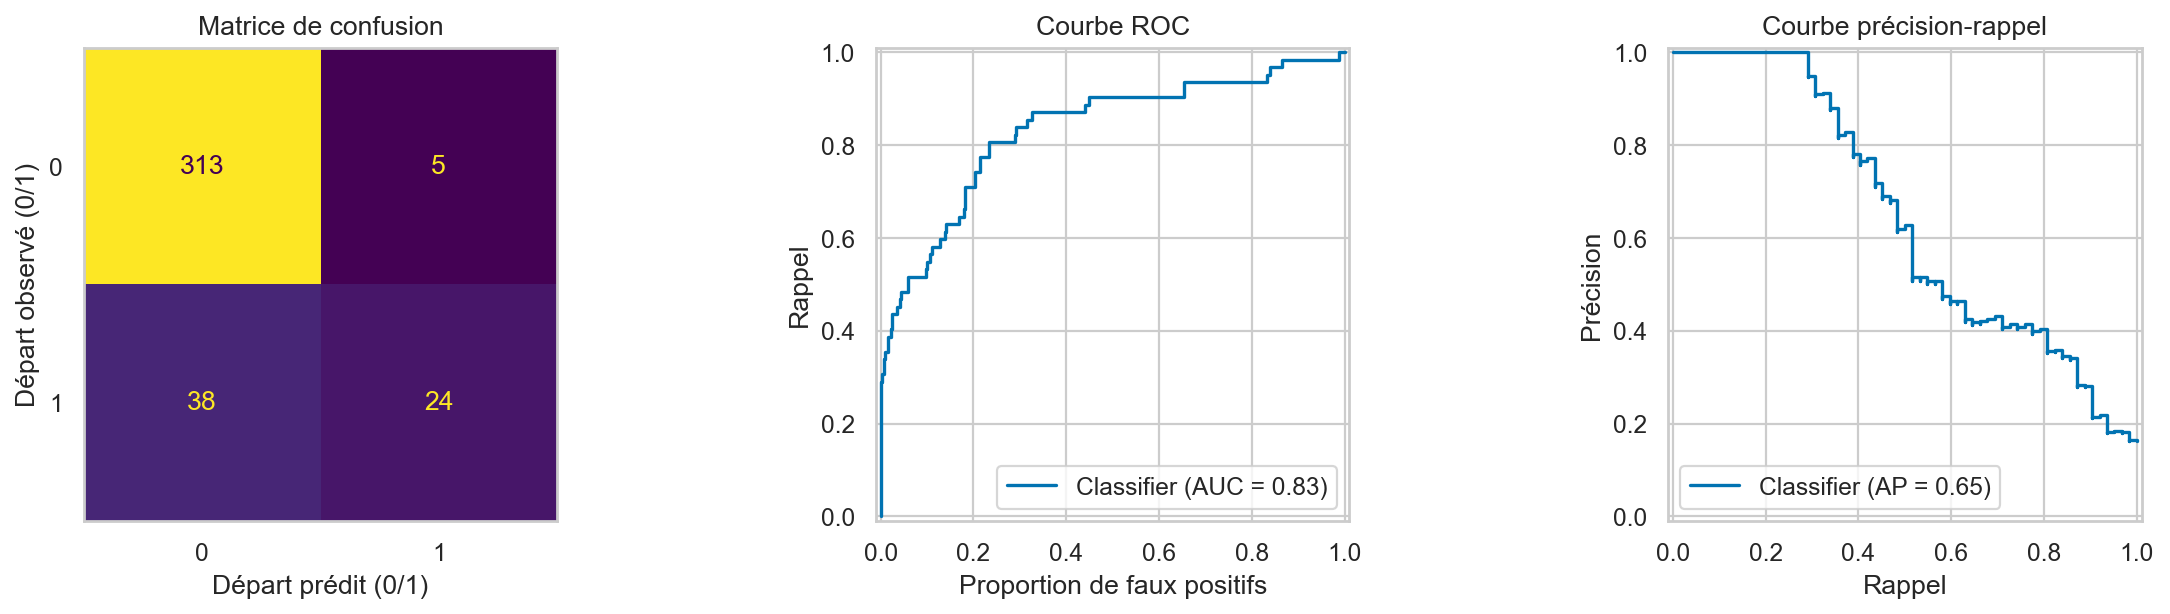 Matrice de confusion
Départ observé (0/1)
0
1
313
5
38
24
0
1
Départ prédit (0/1)
Courbe ROC
Rappel
1.0
0.8
0.6
0.4
0.2
0.0
Classifier (AUC = 0.83)
0.0 0.2 0.4 0.6 0.8 1.0
Proportion de faux positifs
Courbe précision-rappel
Précision
1.0
0.8
0.6
0.4
0.2
0.0
Classifier (AP = 0.65)
0.0 0.2 0.4 0.6 0.8 1.0
Rappel